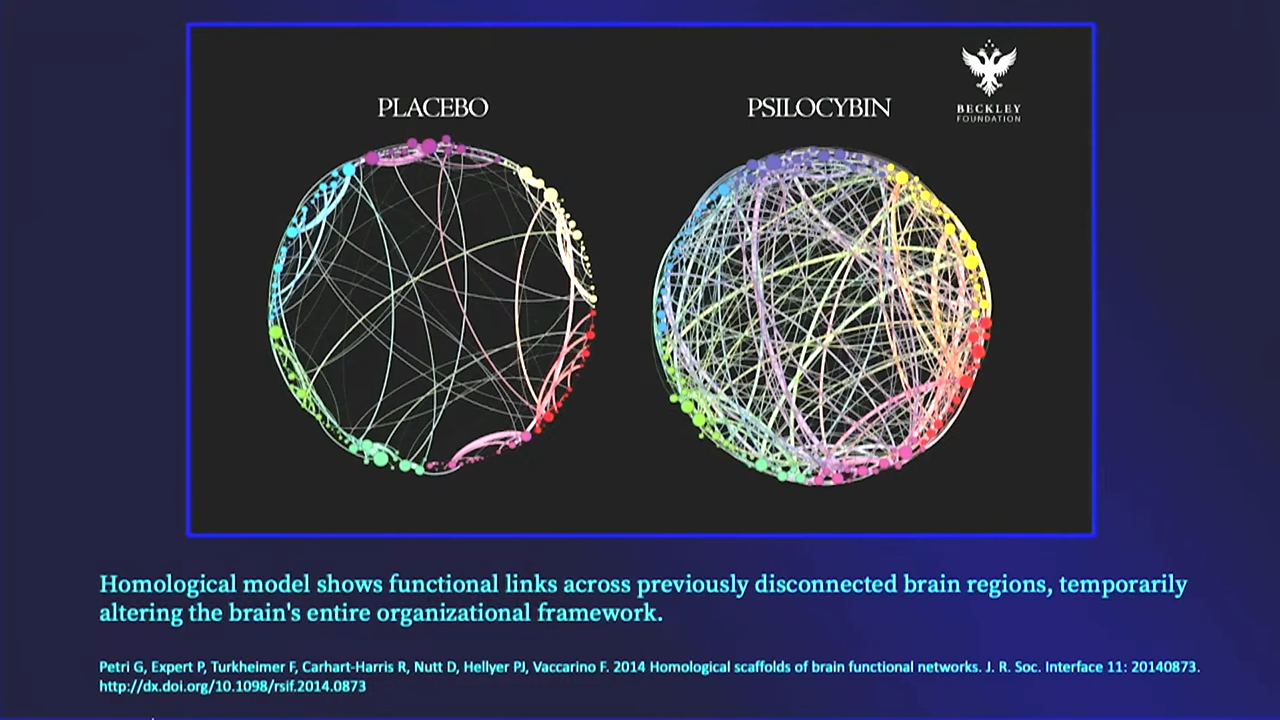 PLACEBO
PSILOCYBIN
BECKLEY
FOUNDATION
Homological model shows functional links across previously disconnected brain regions, temporarily
altering the brain's entire organizational framework.
Petri G, Expert P, Turkheimer F, Carhart-Harris R, Nutt D, Hellyer PJ, Vaccarino F. 2014 Homological scaffolds of brain functional networks. J. R. Soc. Interface 11: 20140873.
http://dx.doi.org/10.1098/rsif.2014.0873